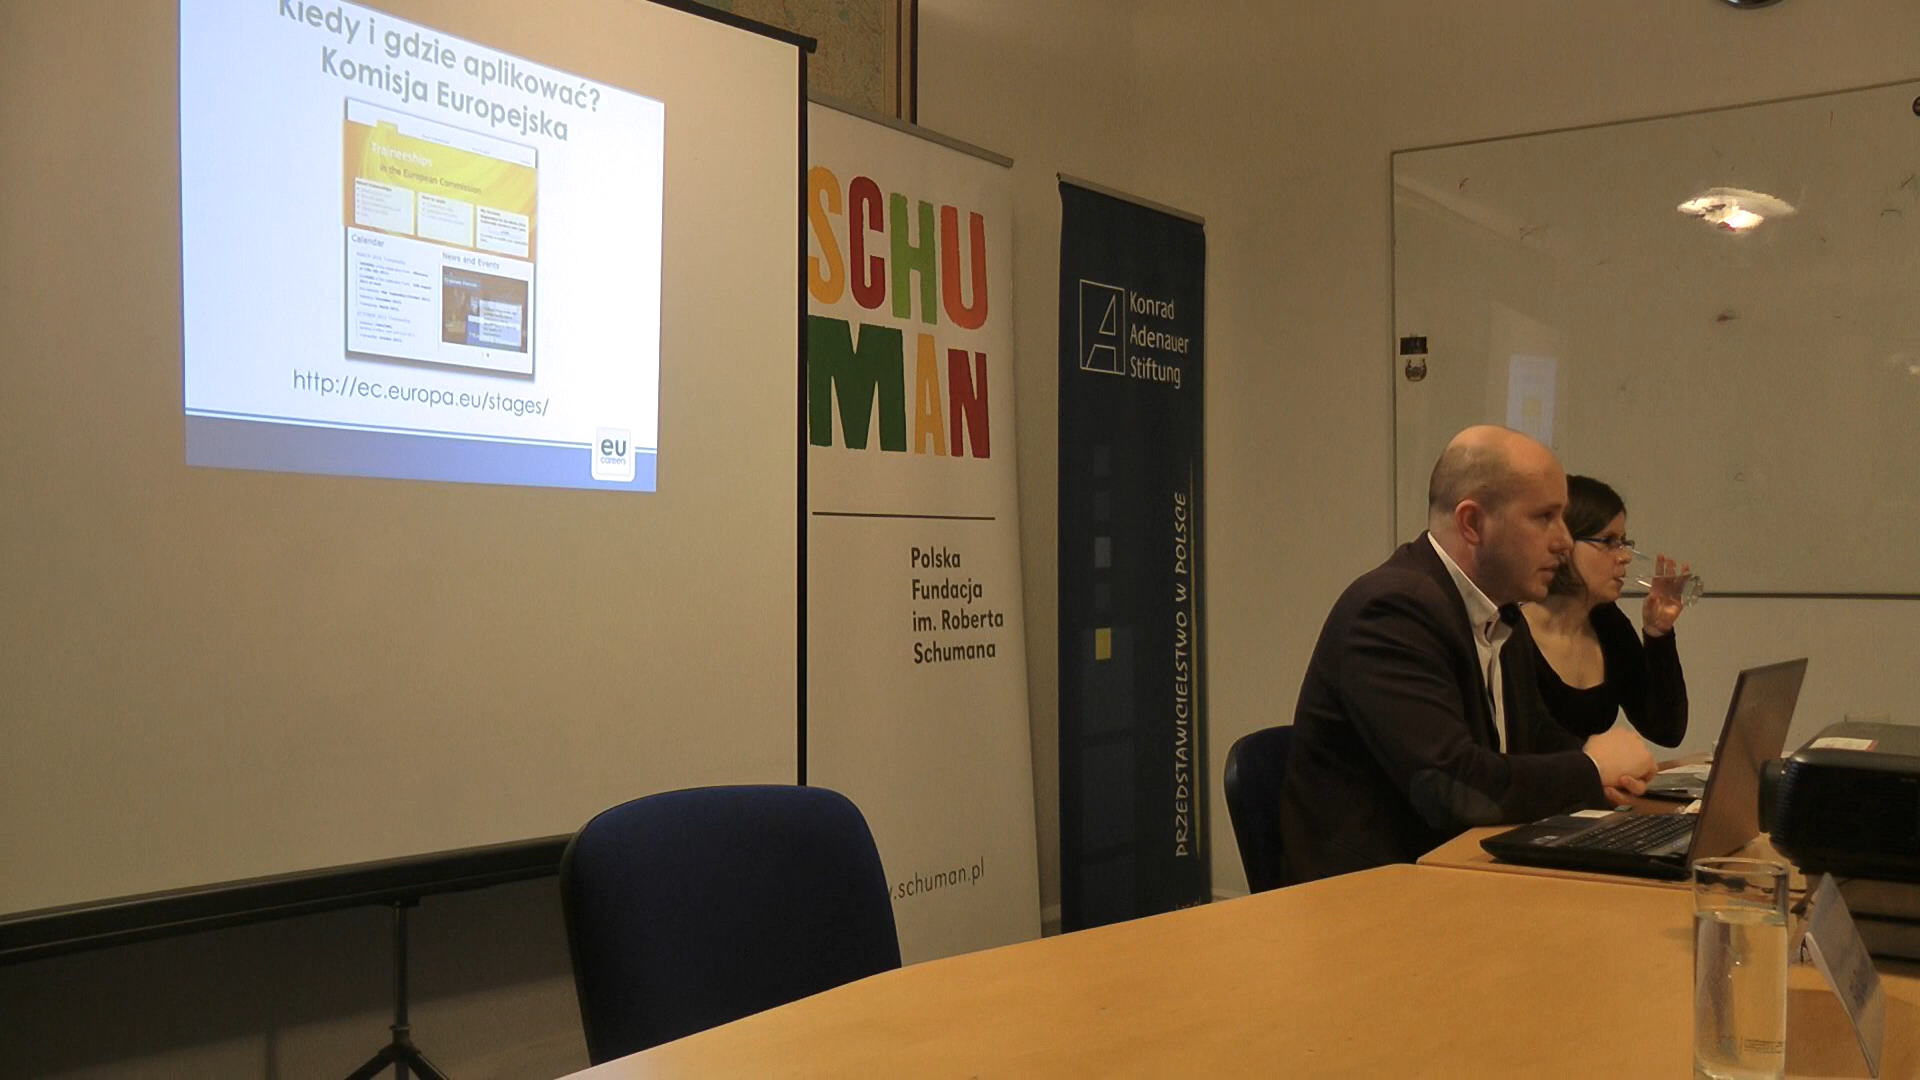 Kiedy i gdzie aplikować?
Komisja Europejska
Traineeships
in the European Commission
Calendar
News and Events
http://ec.europa.eu/stages/
eu
careers
SCHU
MAN
Polska
Fundacja
im. Roberta
Schumana
.schuman.pl
Konrad
Adenauer
Stiftung
PRZEDSTAWICIELSTWO W POLSCE